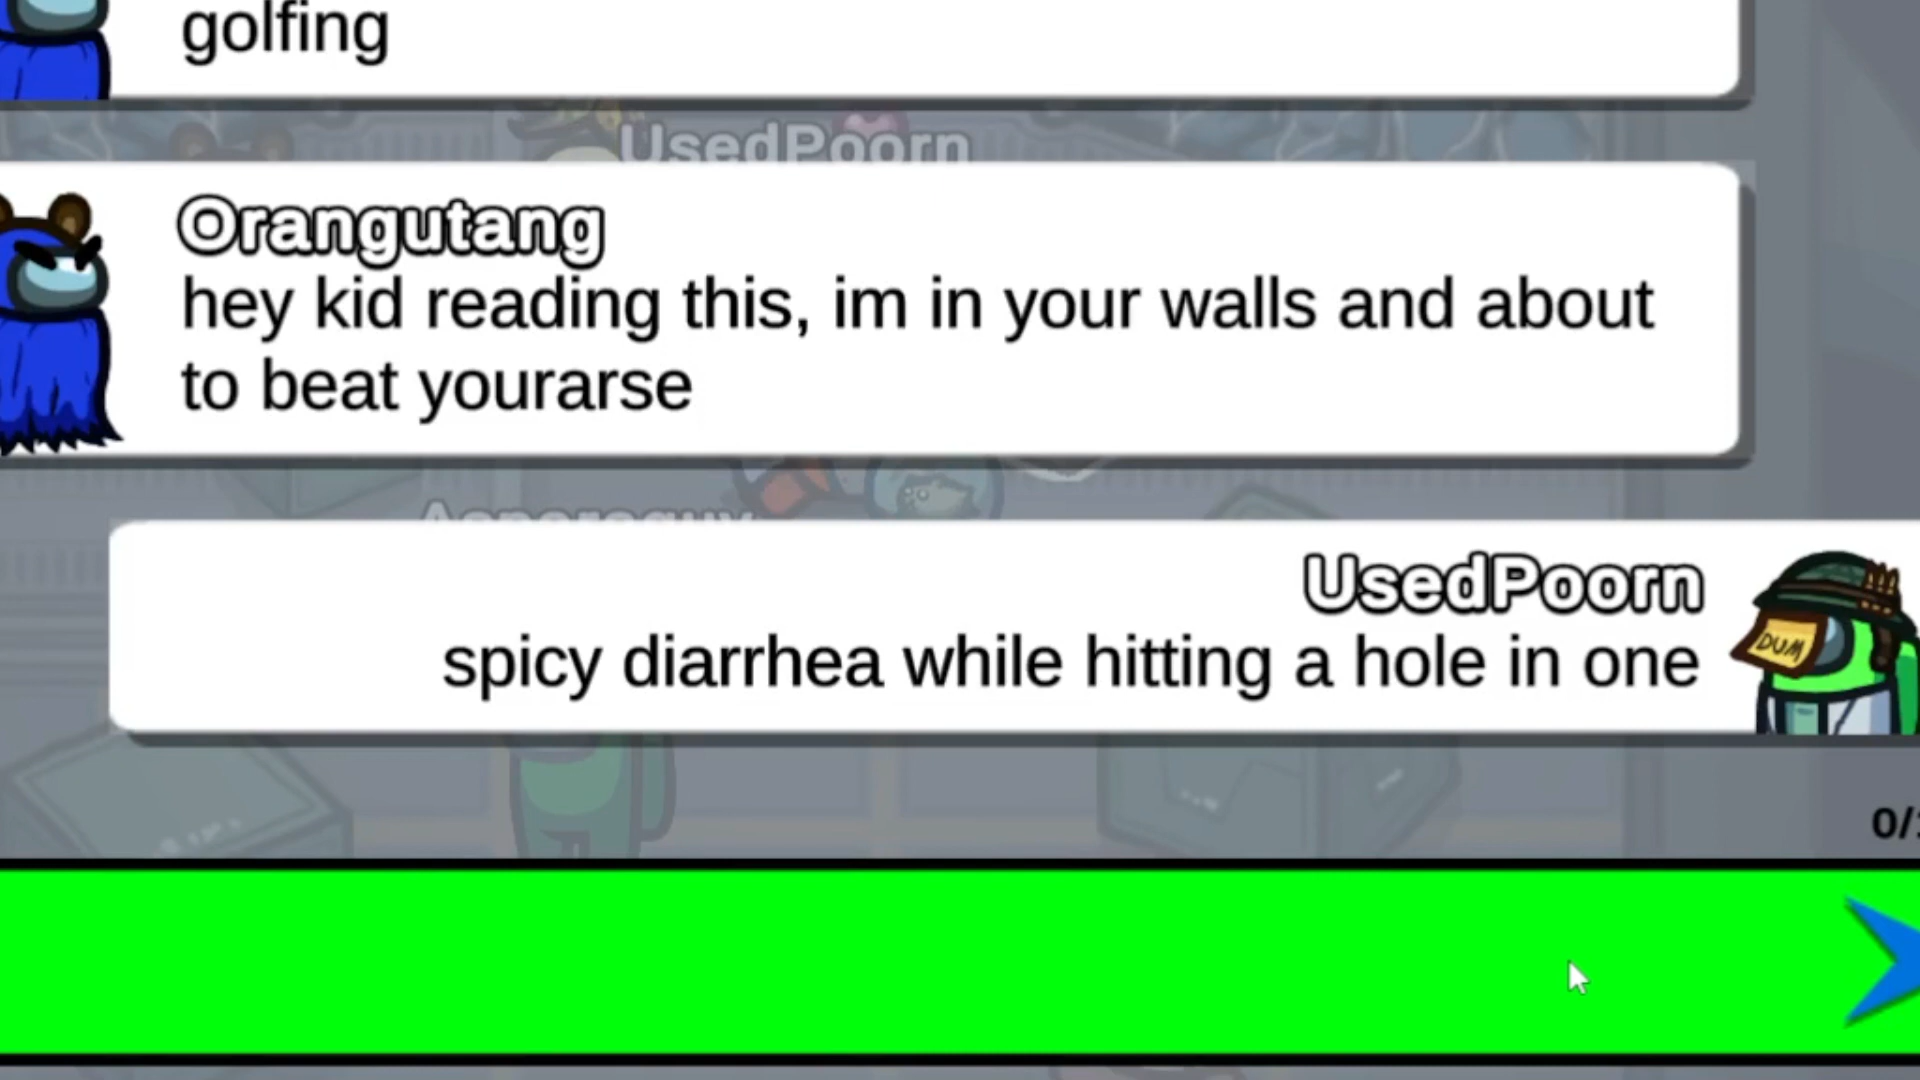 golfing
UsedPoorn
Orangutang
hey kid reading this, im in your walls and about
to beat yourarse
UsedPoorn
spicy diarrhea while hitting a hole in one
DUM
0/